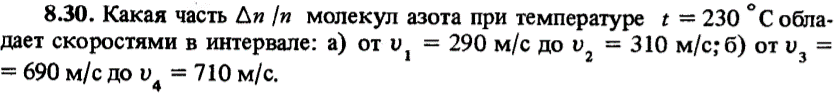 8.30. Какая часть Δn /n молекул азота при температуре t = 230 °C обла-
дает скоростями в интервале: а) от υ₁ = 290 м/с до υ₂ = 310 м/с; б) от υ₃ =
= 690 м/с до υ₄ = 710 м/с.